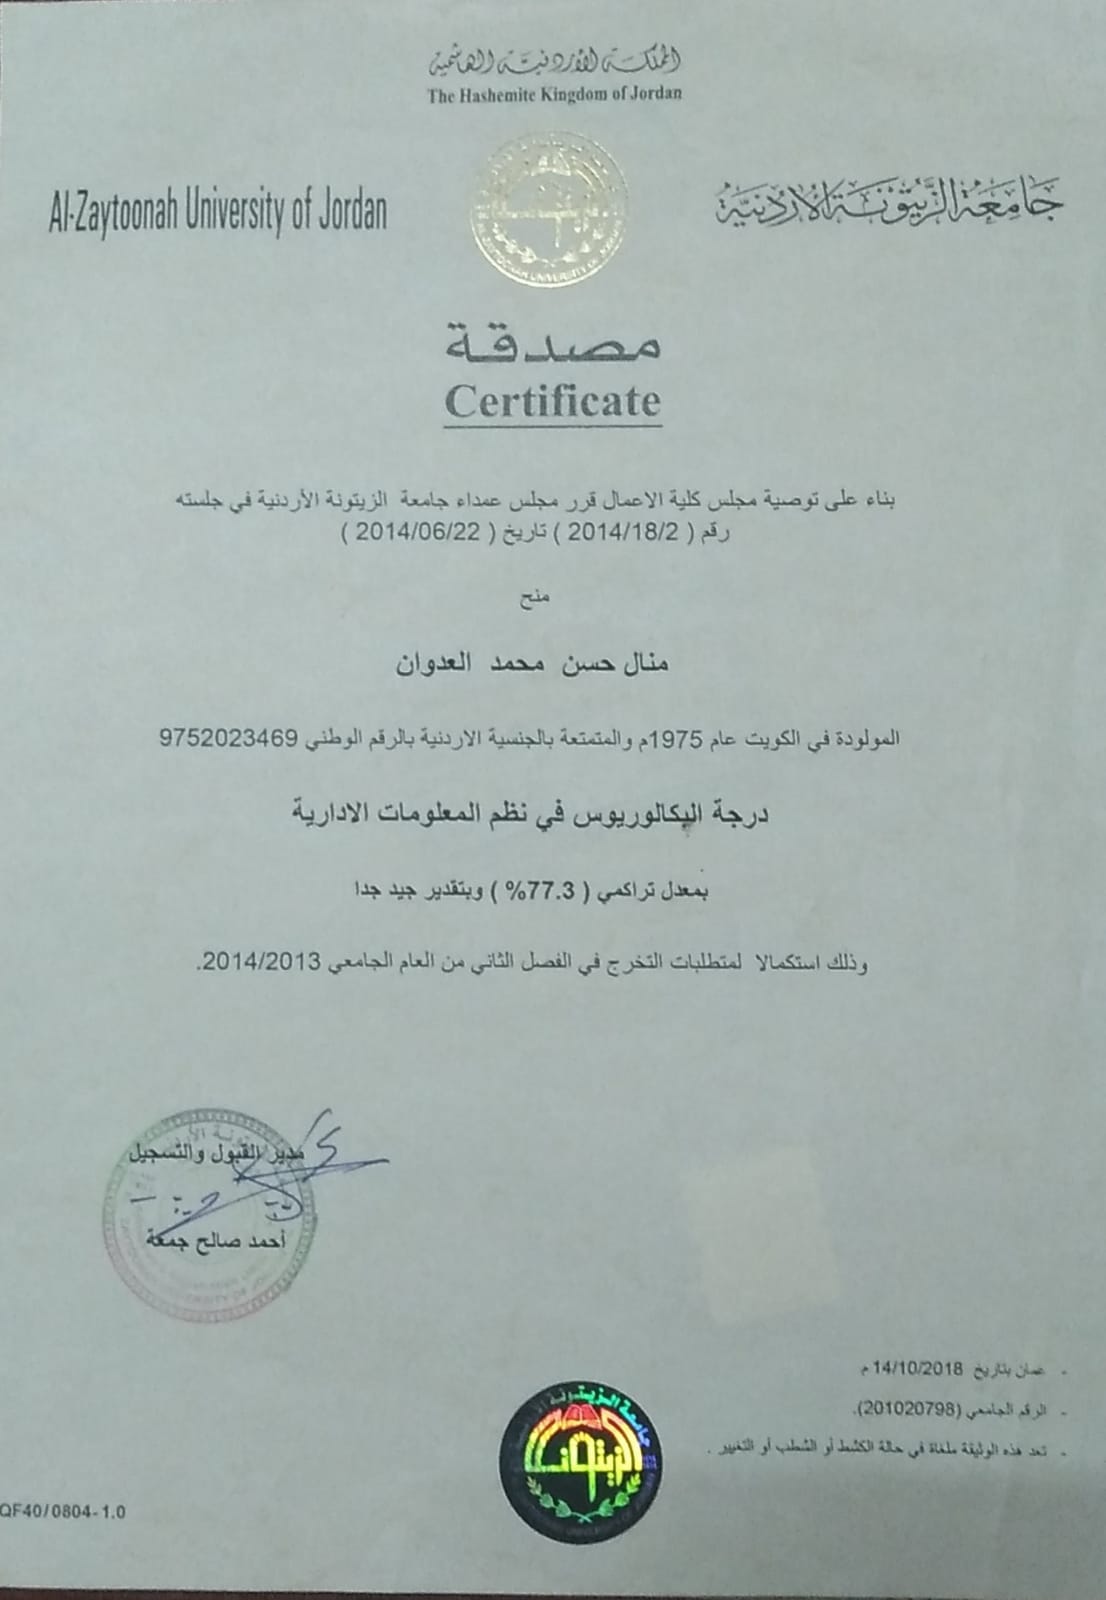 المملكة الأردنية الهاشمية
The Hashemite Kingdom of Jordan
Al-Zaytoonah University of Jordan
جامعة الزيتونة الأردنية
مصدقة
Certificate
بناء على توصية مجلس كلية الاعمال قرر مجلس عمداء جامعة الزيتونة الأردنية في جلسته
رقم ( 2014/18/2 ) تاريخ ( 2014/06/22 )
منح
منال حسن محمد العدوان
المولودة في الكويت عام 1975م والمتمتعة بالجنسية الاردنية بالرقم الوطني 9752023469
درجة البكالوريوس في نظم المعلومات الادارية
بمعدل تراكمي ( 77.3% ) وبتقدير جيد جدا
وذلك استكمالا لمتطلبات التخرج في الفصل الثاني من العام الجامعي 2014/2013.
مدير القبول والتسجيل
أحمد صالح جمعة
- عمان بتاريخ 14/10/2018 م
- الرقم الجامعي (201020798).
- تعد هذه الوثيقة ملغاة في حالة الكشط أو الشطب أو التغيير .
الزيتونة
QF40/0804-1.0